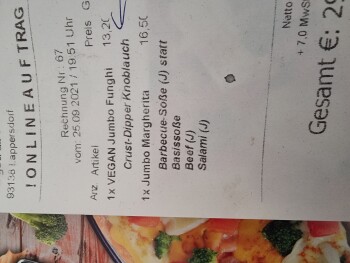 93138 Lappersdorf
! ONLINEAUFTRAG
Rechnung Nr.: 67
vom: 25.09.2021 / 19:51 Uhr
Anz. Artikel Preis G
1x VEGAN Jumbo Funghi 13,20
Crust-Dipper Knoblauch
1x Jumbo Margherita 16,50
Barbecue-Soße (J) statt
Basissoße
Beef (J)
Salami (J)
Netto
+ 7,0 MwSt
Gesamt €: 29